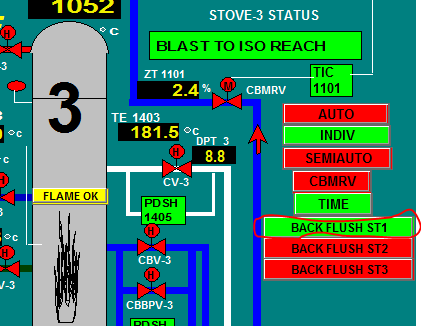 1052
°C
STOVE-3 STATUS
BLAST TO ISO REACH
H
-3
ZT 1101
2.4 %
M
CBMRV
TIC
1101
3
TE 1403
181.5 °C
DPT 3
8.8
H
CV-3
AUTO
INDIV
SEMIAUTO
CBMRV
TIME
°C
FLAME OK
H
PDSH
1405
BACK FLUSH ST1
BACK FLUSH ST2
BACK FLUSH ST3
H
CBV-3
°C
H
V-3
H
CBBPV-3
PDSH